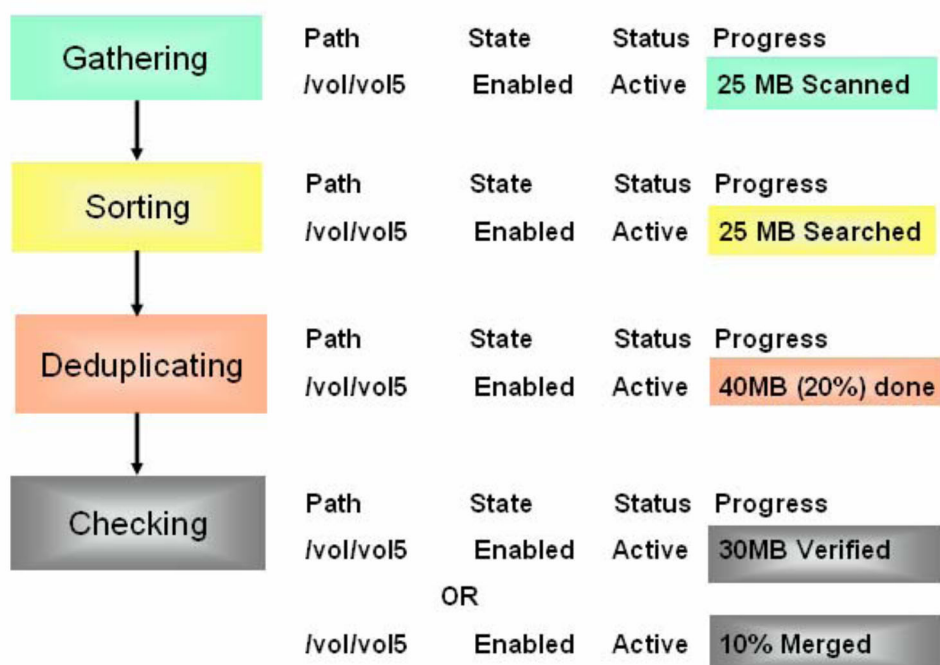 Gathering
Path State Status Progress
/vol/vol5 Enabled Active 25 MB Scanned
Sorting
Path State Status Progress
/vol/vol5 Enabled Active 25 MB Searched
Deduplicating
Path State Status Progress
/vol/vol5 Enabled Active 40MB (20%) done
Checking
Path State Status Progress
/vol/vol5 Enabled Active 30MB Verified
OR
/vol/vol5 Enabled Active 10% Merged